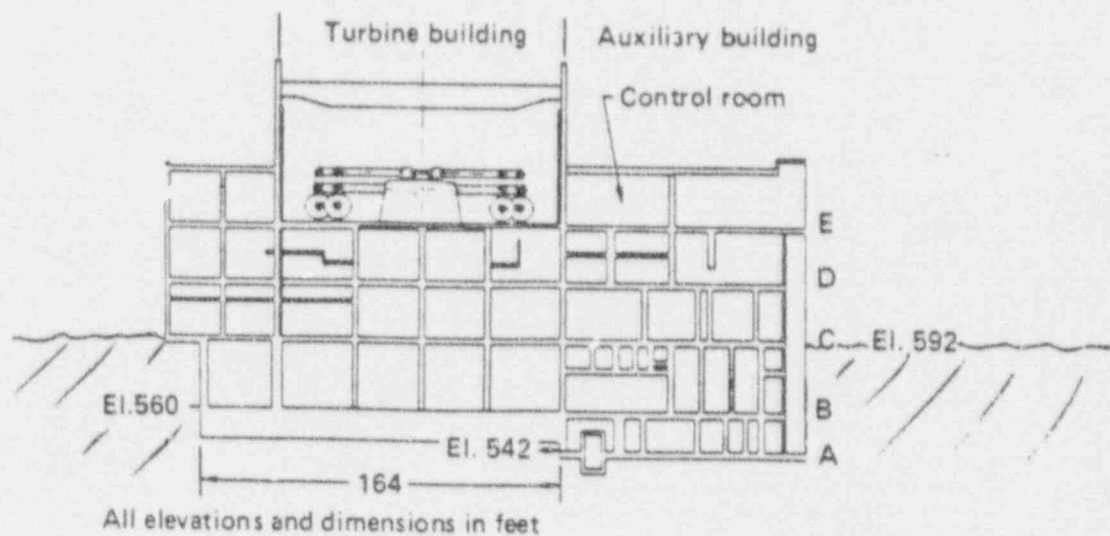 Turbine building
Auxiliary building
Control room
E
D
C
El. 592
El.560
B
El. 542
A
164
All elevations and dimensions in feet